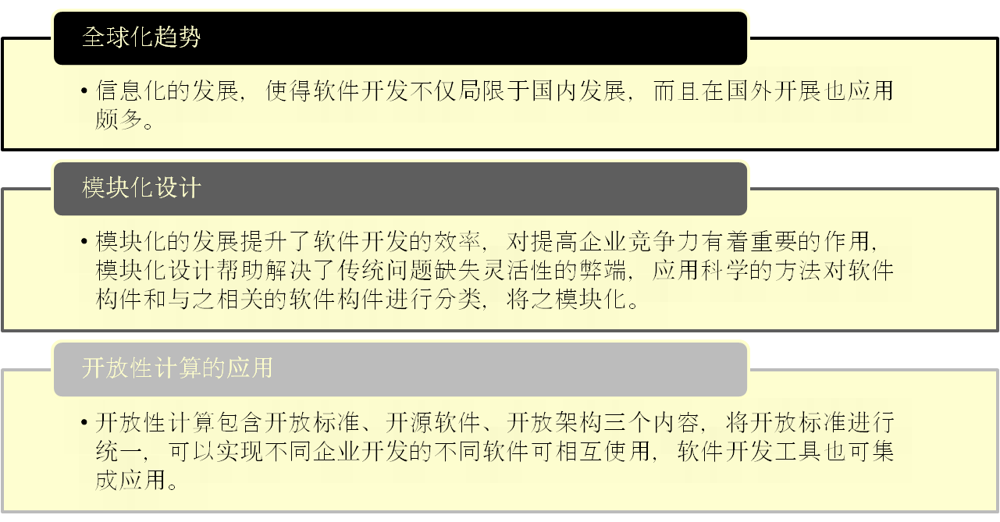 全球化趋势
•信息化的发展，使得软件开发不仅局限于国内发展，而且在国外开展也应用
颇多。
模块化设计
•模块化的发展提升了软件开发的效率，对提高企业竞争力有着重要的作用，
模块化设计帮助解决了传统问题缺失灵活性的弊端，应用科学的方法对软件
构件和与之相关的软件构件进行分类，将之模块化。
开放性计算的应用
•开放性计算包含开放标准、开源软件、开放架构三个内容，将开放标准进行
统一，可以实现不同企业开发的不同软件可相互使用，软件开发工具也可集
成应用。